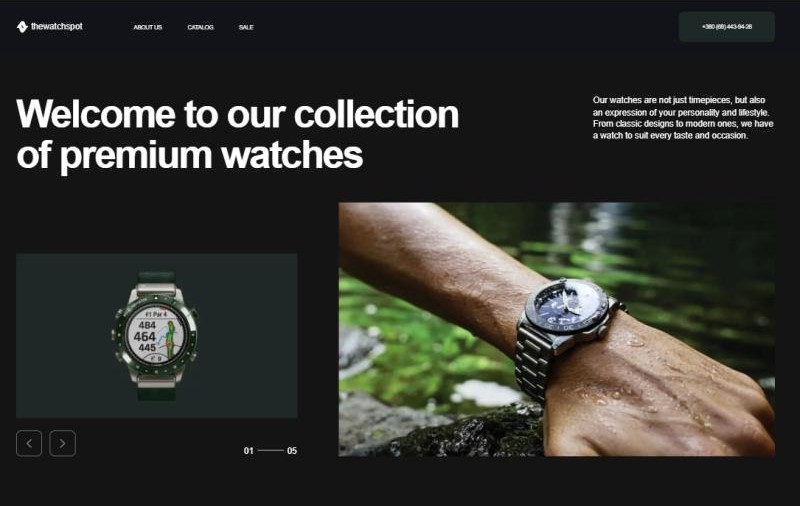 thewatchspot
ABOUT US
CATALOG
SALE
+380 (68) 443-94-28
Welcome to our collection
of premium watches
Our watches are not just timepieces, but also
an expression of your personality and lifestyle.
From classic designs to modern ones, we have
a watch to suit every taste and occasion.
#1 Par 4
484
464
445
01
05